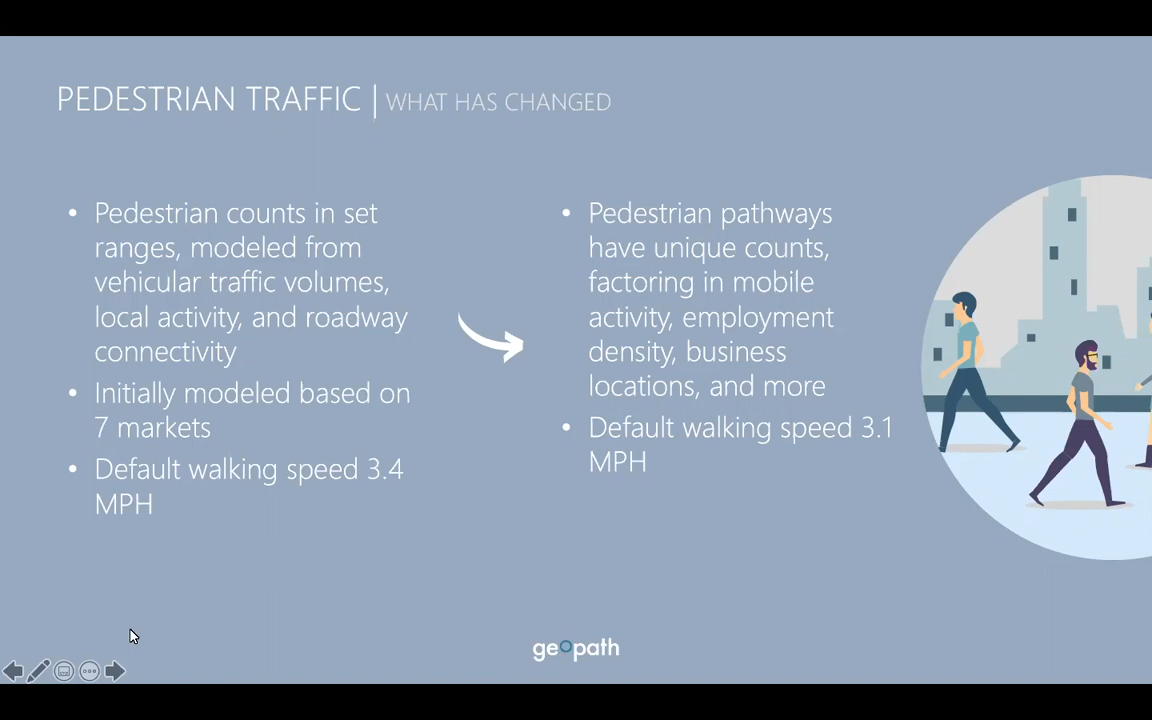 PEDESTRIAN TRAFFIC | WHAT HAS CHANGED
• Pedestrian counts in set
ranges, modeled from
vehicular traffic volumes,
local activity, and roadway
connectivity
• Initially modeled based on
7 markets
• Default walking speed 3.4
MPH
• Pedestrian pathways
have unique counts,
factoring in mobile
activity, employment
density, business
locations, and more
• Default walking speed 3.1
MPH
geopath